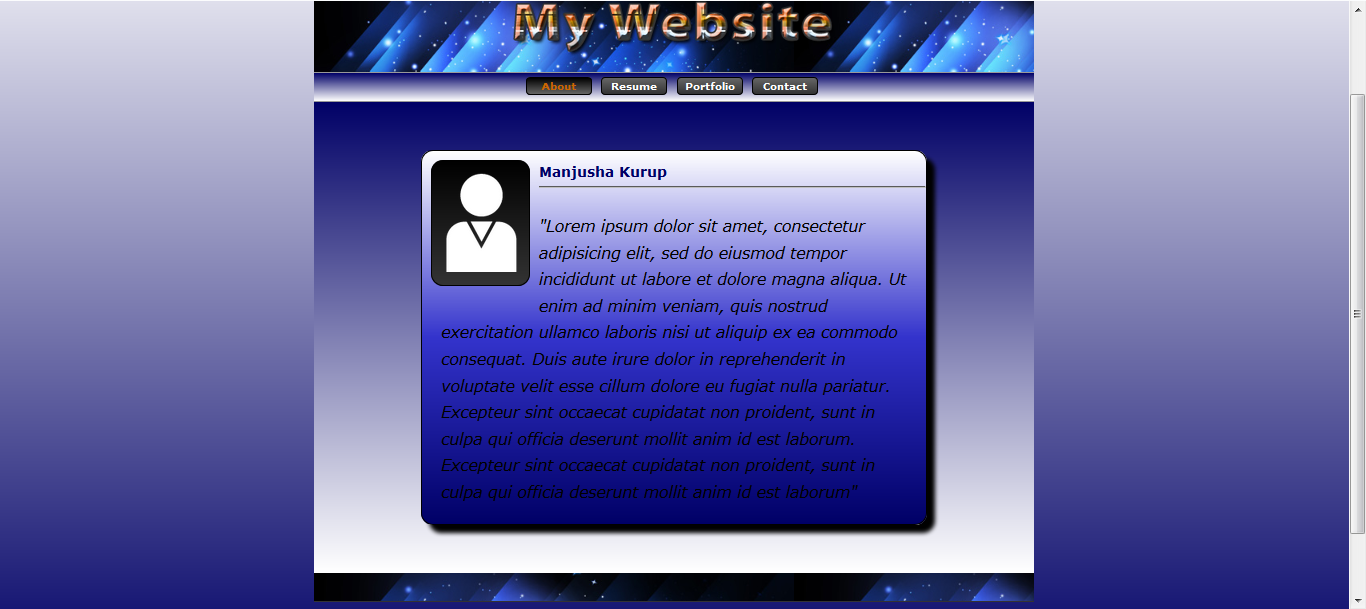 My Website
About Resume Portfolio Contact
Manjusha Kurup
"Lorem ipsum dolor sit amet, consectetur
adipisicing elit, sed do eiusmod tempor
incididunt ut labore et dolore magna aliqua. Ut
enim ad minim veniam, quis nostrud
exercitation ullamco laboris nisi ut aliquip ex ea commodo
consequat. Duis aute irure dolor in reprehenderit in
voluptate velit esse cillum dolore eu fugiat nulla pariatur.
Excepteur sint occaecat cupidatat non proident, sunt in
culpa qui officia deserunt mollit anim id est laborum.
Excepteur sint occaecat cupidatat non proident, sunt in
culpa qui officia deserunt mollit anim id est laborum"